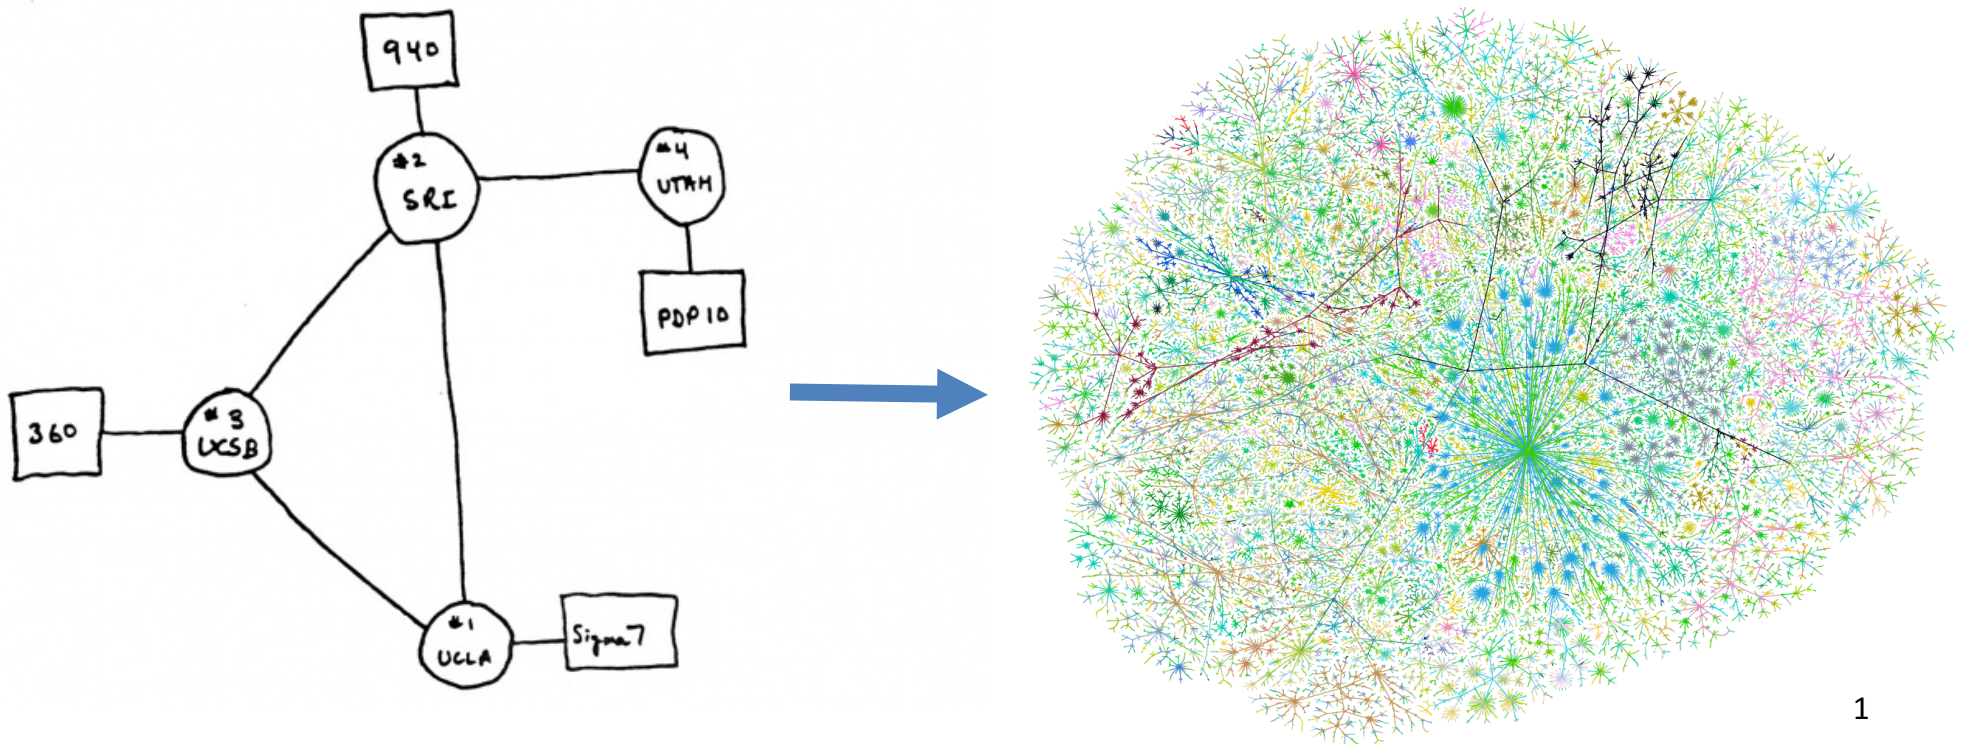 940
#2
SRI
#4
UTAH
PDP 10
360
#3
UCSB
#1
UCLA
Sigma 7
1